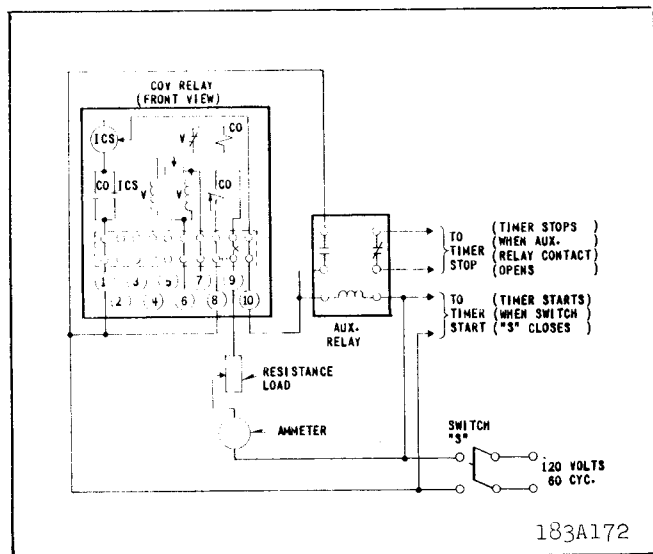 COV RELAY
(FRONT VIEW)
ICS
V
CO
CO
ICS
V
V
CO
1
3
5
7
9
2
4
6
8
10
AUX.
RELAY
TO
TIMER
STOP
(TIMER STOPS)
(WHEN AUX.)
(RELAY CONTACT)
(OPENS)
TO
TIMER
START
(TIMER STARTS)
(WHEN SWITCH)
("S" CLOSES)
RESISTANCE
LOAD
AMMETER
SWITCH
"S"
120 VOLTS
60 CYC.
183A172